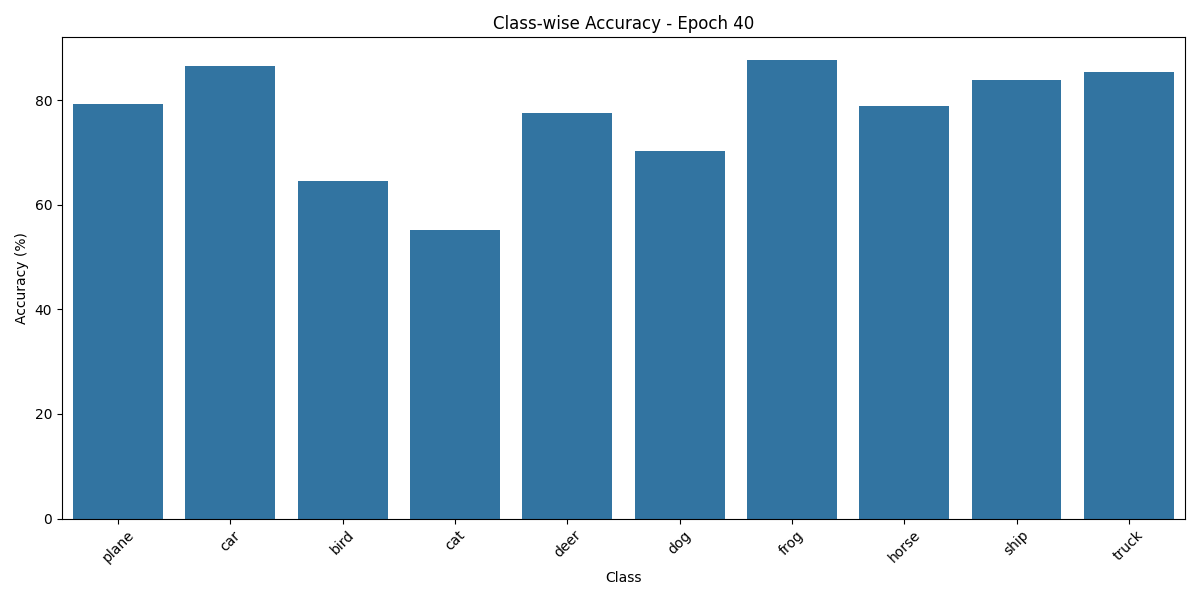 Class-wise Accuracy - Epoch 40
Accuracy (%)
80
60
40
20
0
plane car bird cat deer dog frog horse ship truck
Class